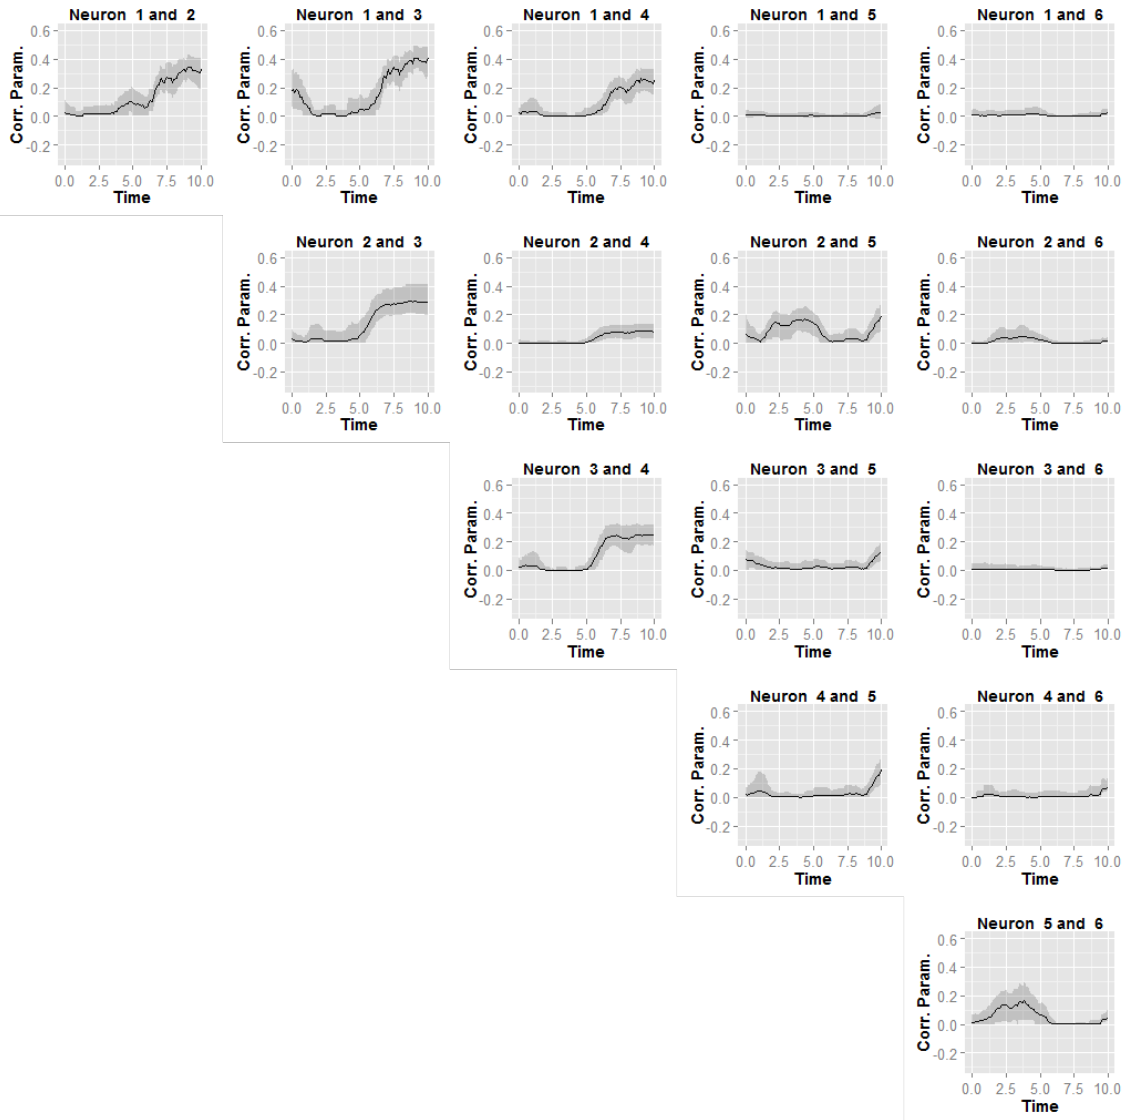 Neuron 1 and 2
Neuron 1 and 3
Neuron 1 and 4
Neuron 1 and 5
Neuron 1 and 6
Corr. Param.
0.6
0.4
0.2
0.0
-0.2
0.0 2.5 5.0 7.5 10.0
Time
Corr. Param.
0.6
0.4
0.2
0.0
-0.2
0.0 2.5 5.0 7.5 10.0
Time
Corr. Param.
0.6
0.4
0.2
0.0
-0.2
0.0 2.5 5.0 7.5 10.0
Time
Corr. Param.
0.6
0.4
0.2
0.0
-0.2
0.0 2.5 5.0 7.5 10.0
Time
Corr. Param.
0.6
0.4
0.2
0.0
-0.2
0.0 2.5 5.0 7.5 10.0
Time
Neuron 2 and 3
Neuron 2 and 4
Neuron 2 and 5
Neuron 2 and 6
Corr. Param.
0.6
0.4
0.2
0.0
-0.2
0.0 2.5 5.0 7.5 10.0
Time
Corr. Param.
0.6
0.4
0.2
0.0
-0.2
0.0 2.5 5.0 7.5 10.0
Time
Corr. Param.
0.6
0.4
0.2
0.0
-0.2
0.0 2.5 5.0 7.5 10.0
Time
Corr. Param.
0.6
0.4
0.2
0.0
-0.2
0.0 2.5 5.0 7.5 10.0
Time
Neuron 3 and 4
Neuron 3 and 5
Neuron 3 and 6
Corr. Param.
0.6
0.4
0.2
0.0
-0.2
0.0 2.5 5.0 7.5 10.0
Time
Corr. Param.
0.6
0.4
0.2
0.0
-0.2
0.0 2.5 5.0 7.5 10.0
Time
Corr. Param.
0.6
0.4
0.2
0.0
-0.2
0.0 2.5 5.0 7.5 10.0
Time
Neuron 4 and 5
Neuron 4 and 6
Corr. Param.
0.6
0.4
0.2
0.0
-0.2
0.0 2.5 5.0 7.5 10.0
Time
Corr. Param.
0.6
0.4
0.2
0.0
-0.2
0.0 2.5 5.0 7.5 10.0
Time
Neuron 5 and 6
Corr. Param.
0.6
0.4
0.2
0.0
-0.2
0.0 2.5 5.0 7.5 10.0
Time